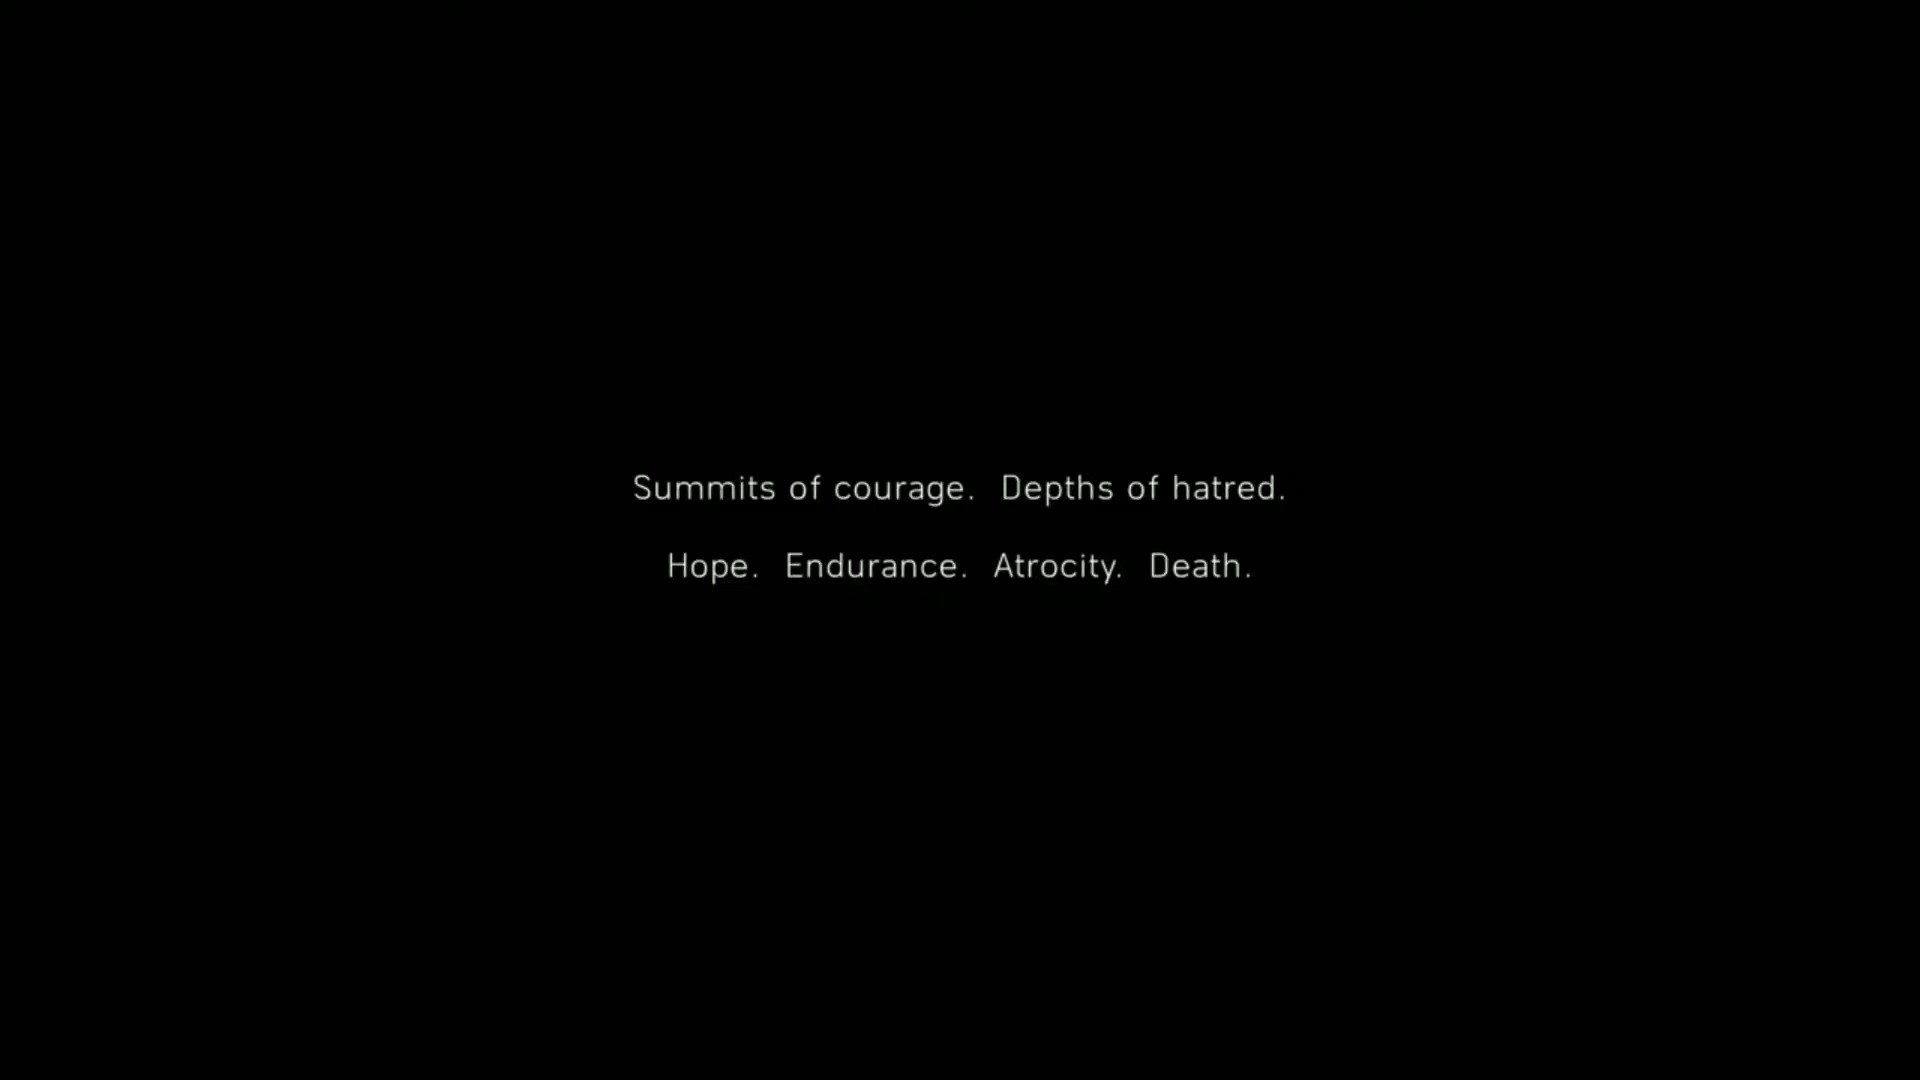 Summits of courage.  Depths of hatred.
Hope.  Endurance.  Atrocity.  Death.